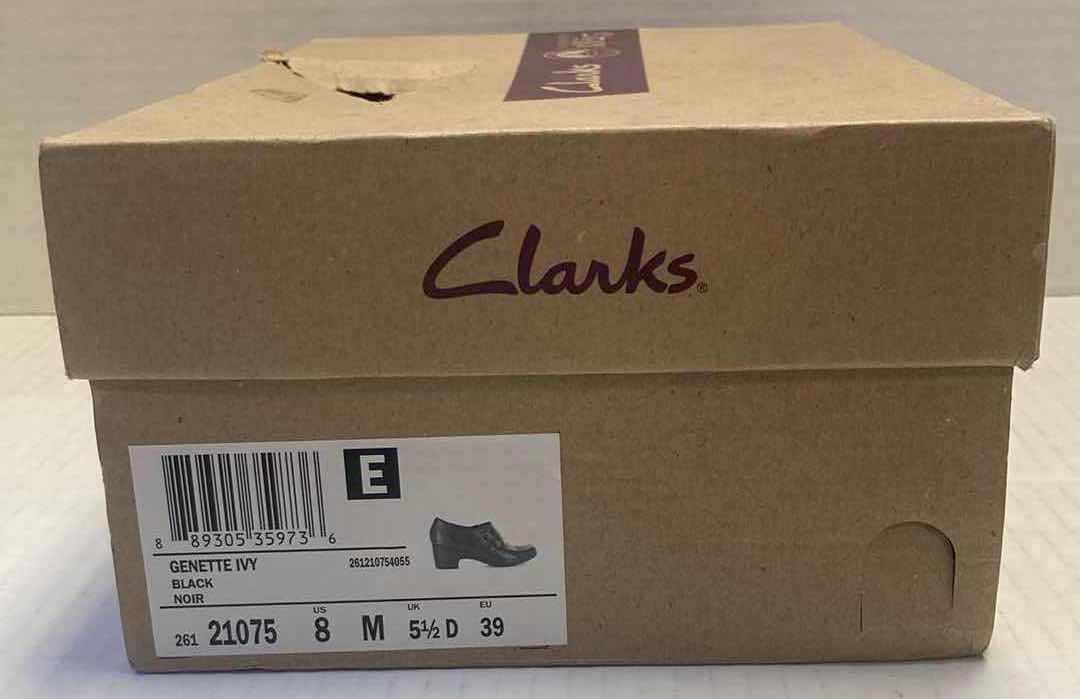 Clarks
Clarks®
E
8 89305 35973 6
GENETTE IVY 261210754055
BLACK
NOIR
US UK EU
261 21075 8 M 5½ D 39